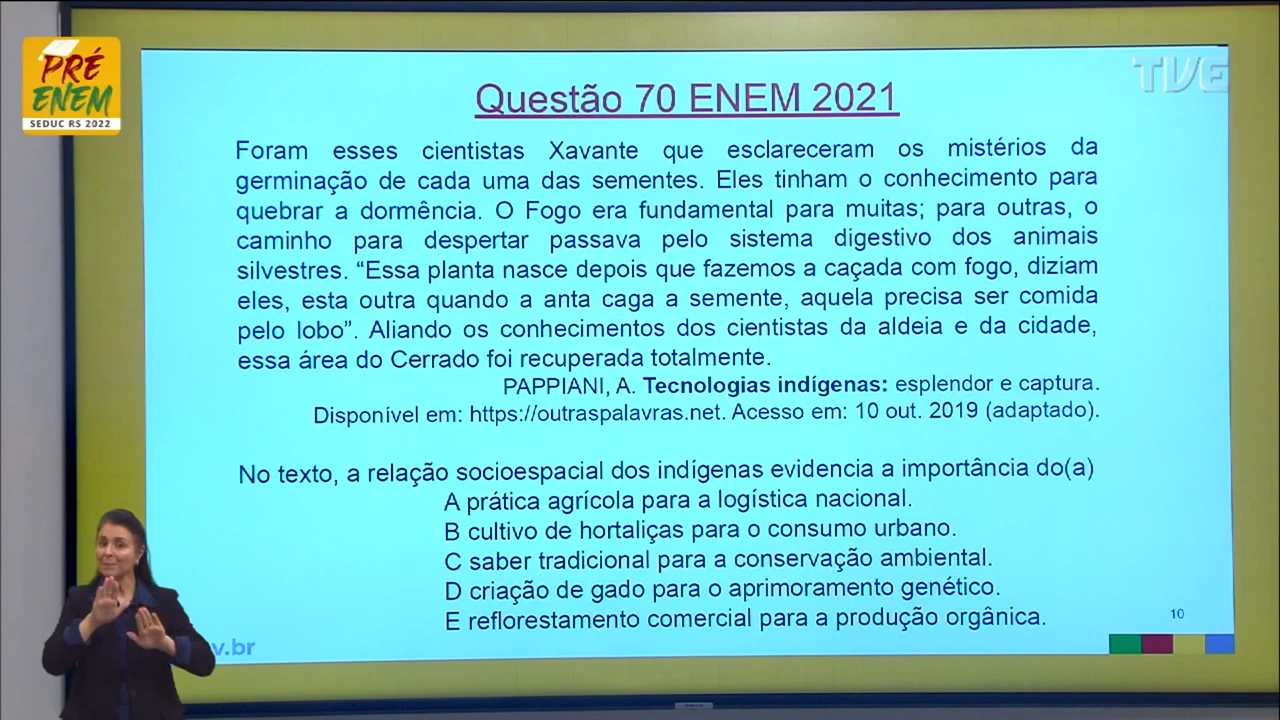 PRÉ
ENEM
SEDUC RS 2022
TVE
Questão 70 ENEM 2021
Foram esses cientistas Xavante que esclareceram os mistérios da
germinação de cada uma das sementes. Eles tinham o conhecimento para
quebrar a dormência. O Fogo era fundamental para muitas; para outras, o
caminho para despertar passava pelo sistema digestivo dos animais
silvestres. “Essa planta nasce depois que fazemos a caçada com fogo, diziam
eles, esta outra quando a anta caga a semente, aquela precisa ser comida
pelo lobo”. Aliando os conhecimentos dos cientistas da aldeia e da cidade,
essa área do Cerrado foi recuperada totalmente.
PAPPIANI, A. Tecnologias indígenas: esplendor e captura.
Disponível em: https://outraspalavras.net. Acesso em: 10 out. 2019 (adaptado).
No texto, a relação socioespacial dos indígenas evidencia a importância do(a)
A prática agrícola para a logística nacional.
B cultivo de hortaliças para o consumo urbano.
C saber tradicional para a conservação ambiental.
D criação de gado para o aprimoramento genético.
E reflorestamento comercial para a produção orgânica.
10
v.br